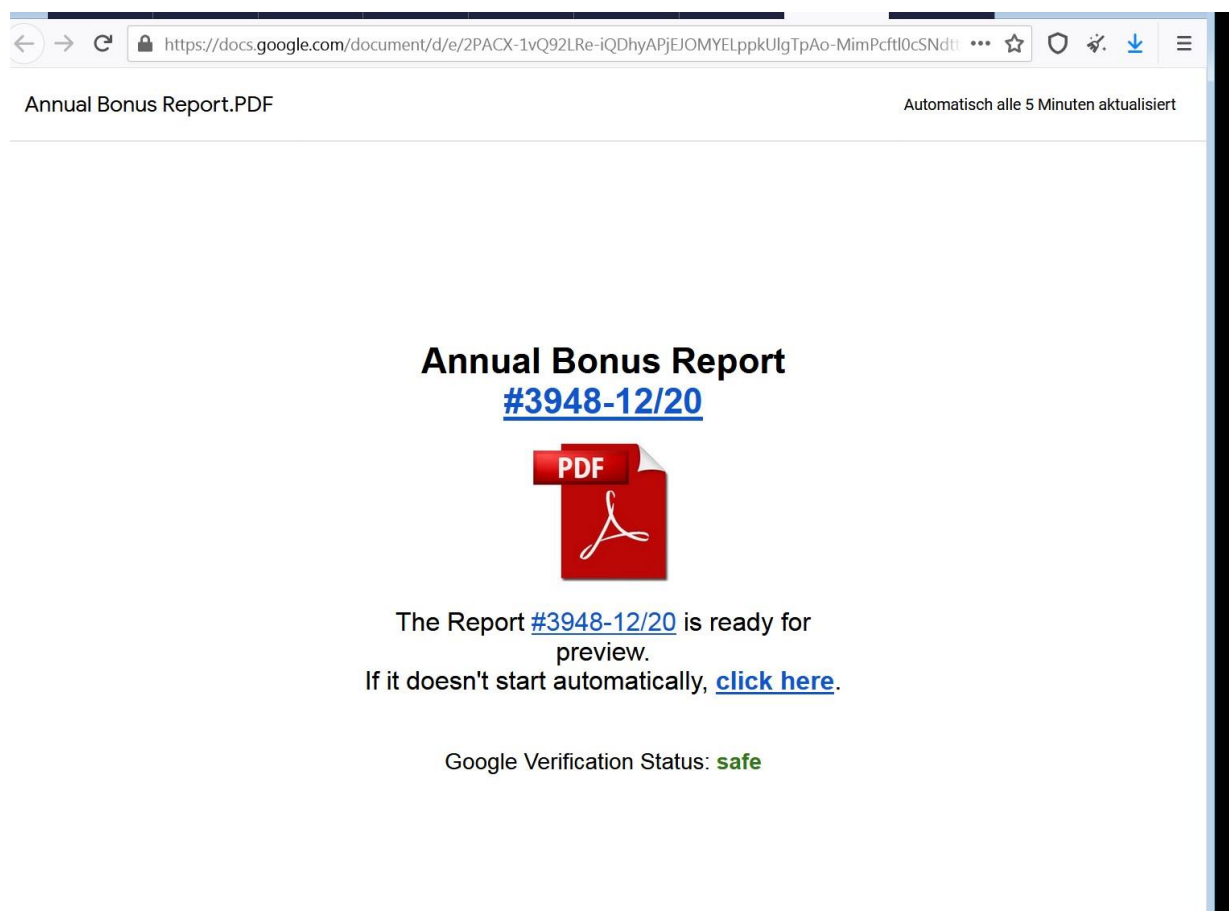 https://docs.google.com/document/d/e/2PACX-1vQ92LRe-iQDhyAPjEJOMYELppkUlgTpAo-MimPcftl0cSNdt
Annual Bonus Report.PDF
Automatisch alle 5 Minuten aktualisiert
Annual Bonus Report
#3948-12/20
PDF
The Report #3948-12/20 is ready for
preview.
If it doesn't start automatically, click here.
Google Verification Status: safe